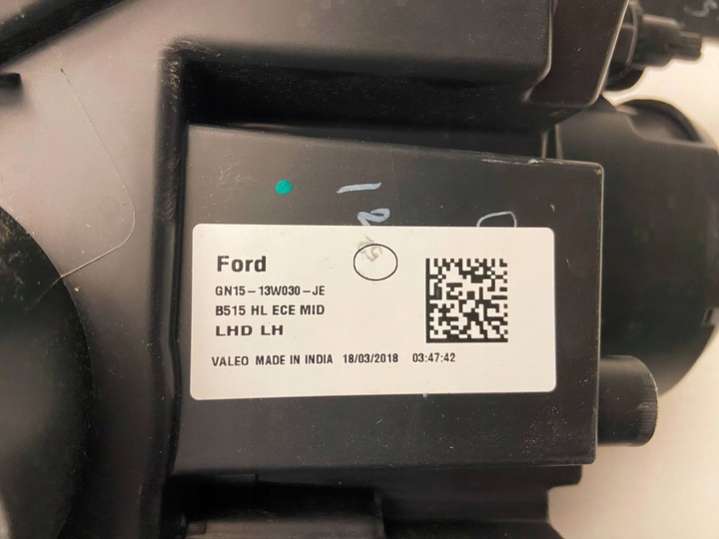 12
Ford
GN15-13W030-JE
B515 HL ECE MID
LHD LH
VALEO MADE IN INDIA 18/03/2018 03:47:42